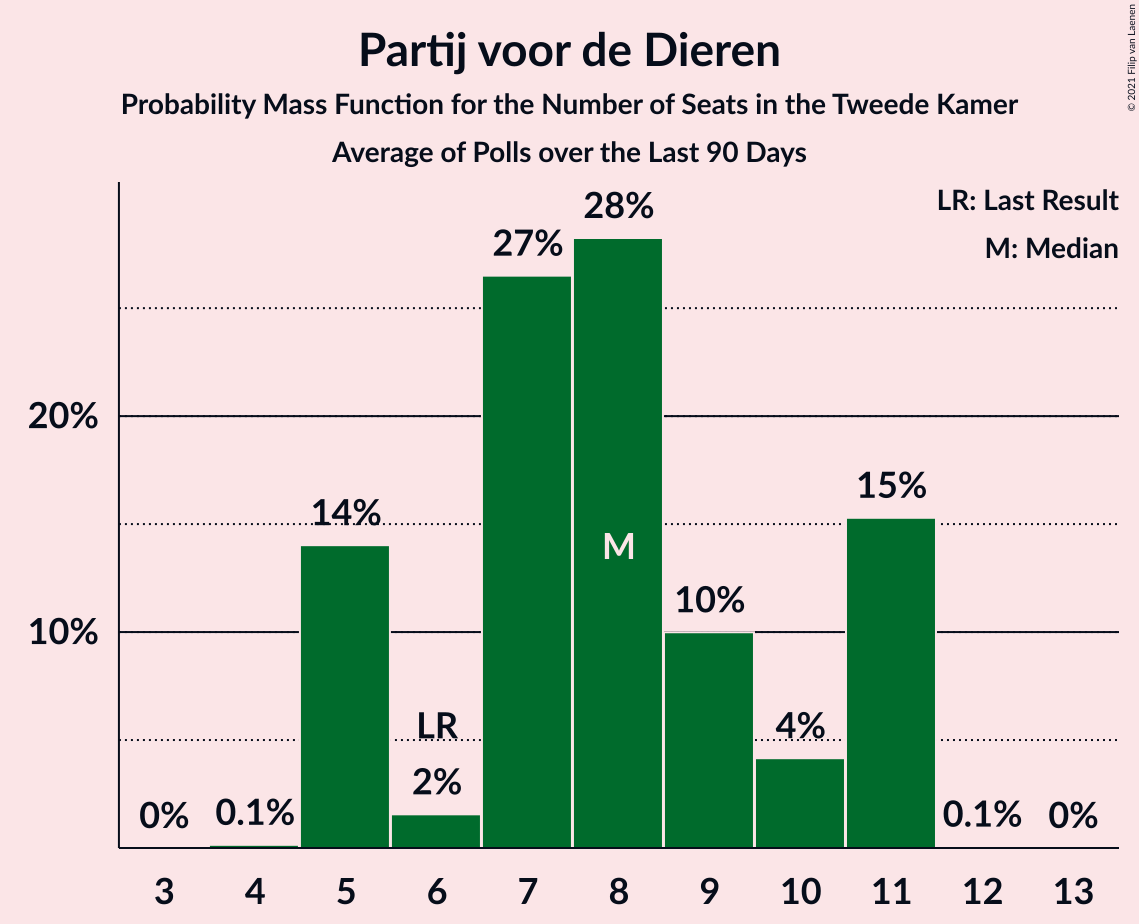 Partij voor de Dieren
Probability Mass Function for the Number of Seats in the Tweede Kamer
Average of Polls over the Last 90 Days
© 2021 Filip van Laenen
LR: Last Result
M: Median
28%
27%
20%
15%
14%
M
10%
10%
LR
4%
2%
0%
0.1%
0.1%
0%
3 4 5 6 7 8 9 10 11 12 13